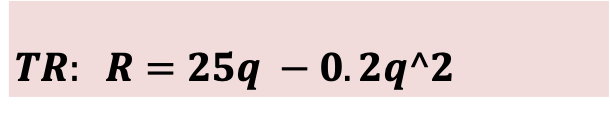 TR: R = 25q – 0.2q^2